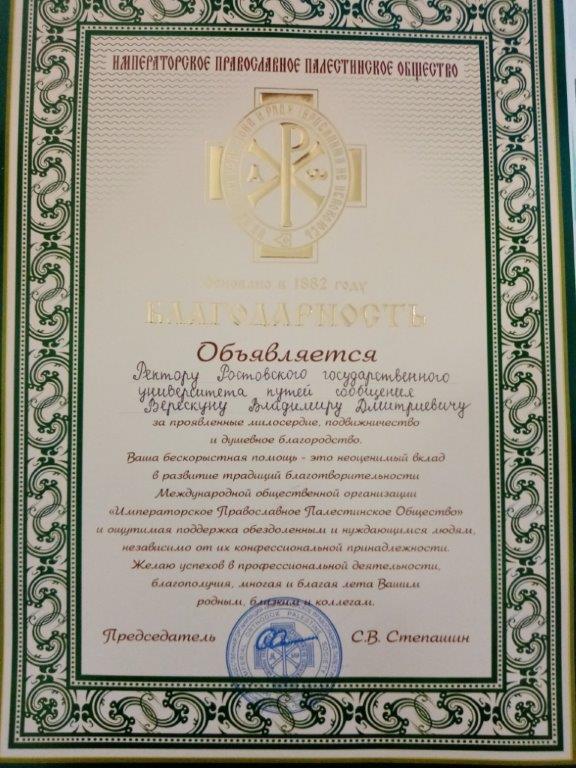 ИМПЕРАТОРСКОЕ ПРАВОСЛАВНОЕ ПАЛЕСТИНСКОЕ ОБЩЕСТВО
Основано в 1882 году
БЛАГОДАРНОСТЬ
Объявляется
Ректору Ростовского государственного
университета путей сообщения
Верескуну Владимиру Дмитриевичу
за проявленные милосердие, подвижничество
и душевное благородство.
Ваша бескорыстная помощь - это неоценимый вклад
в развитие традиций благотворительности
Международной общественной организации
«Императорское Православное Палестинское Общество»
и ощутимая поддержка обездоленным и нуждающимся людям,
независимо от их конфессиональной принадлежности.
Желаю успехов в профессиональной деятельности,
благополучия, многая и благая лета Вашим
родным, близким и коллегам.
Председатель С.В. Степашин